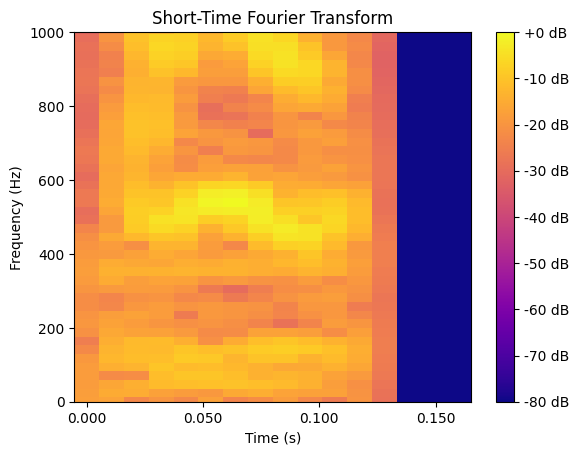 Short-Time Fourier Transform
1000
800
600
400
200
0
Frequency (Hz)
0.000
0.050
0.100
0.150
Time (s)
+0 dB
-10 dB
-20 dB
-30 dB
-40 dB
-50 dB
-60 dB
-70 dB
-80 dB